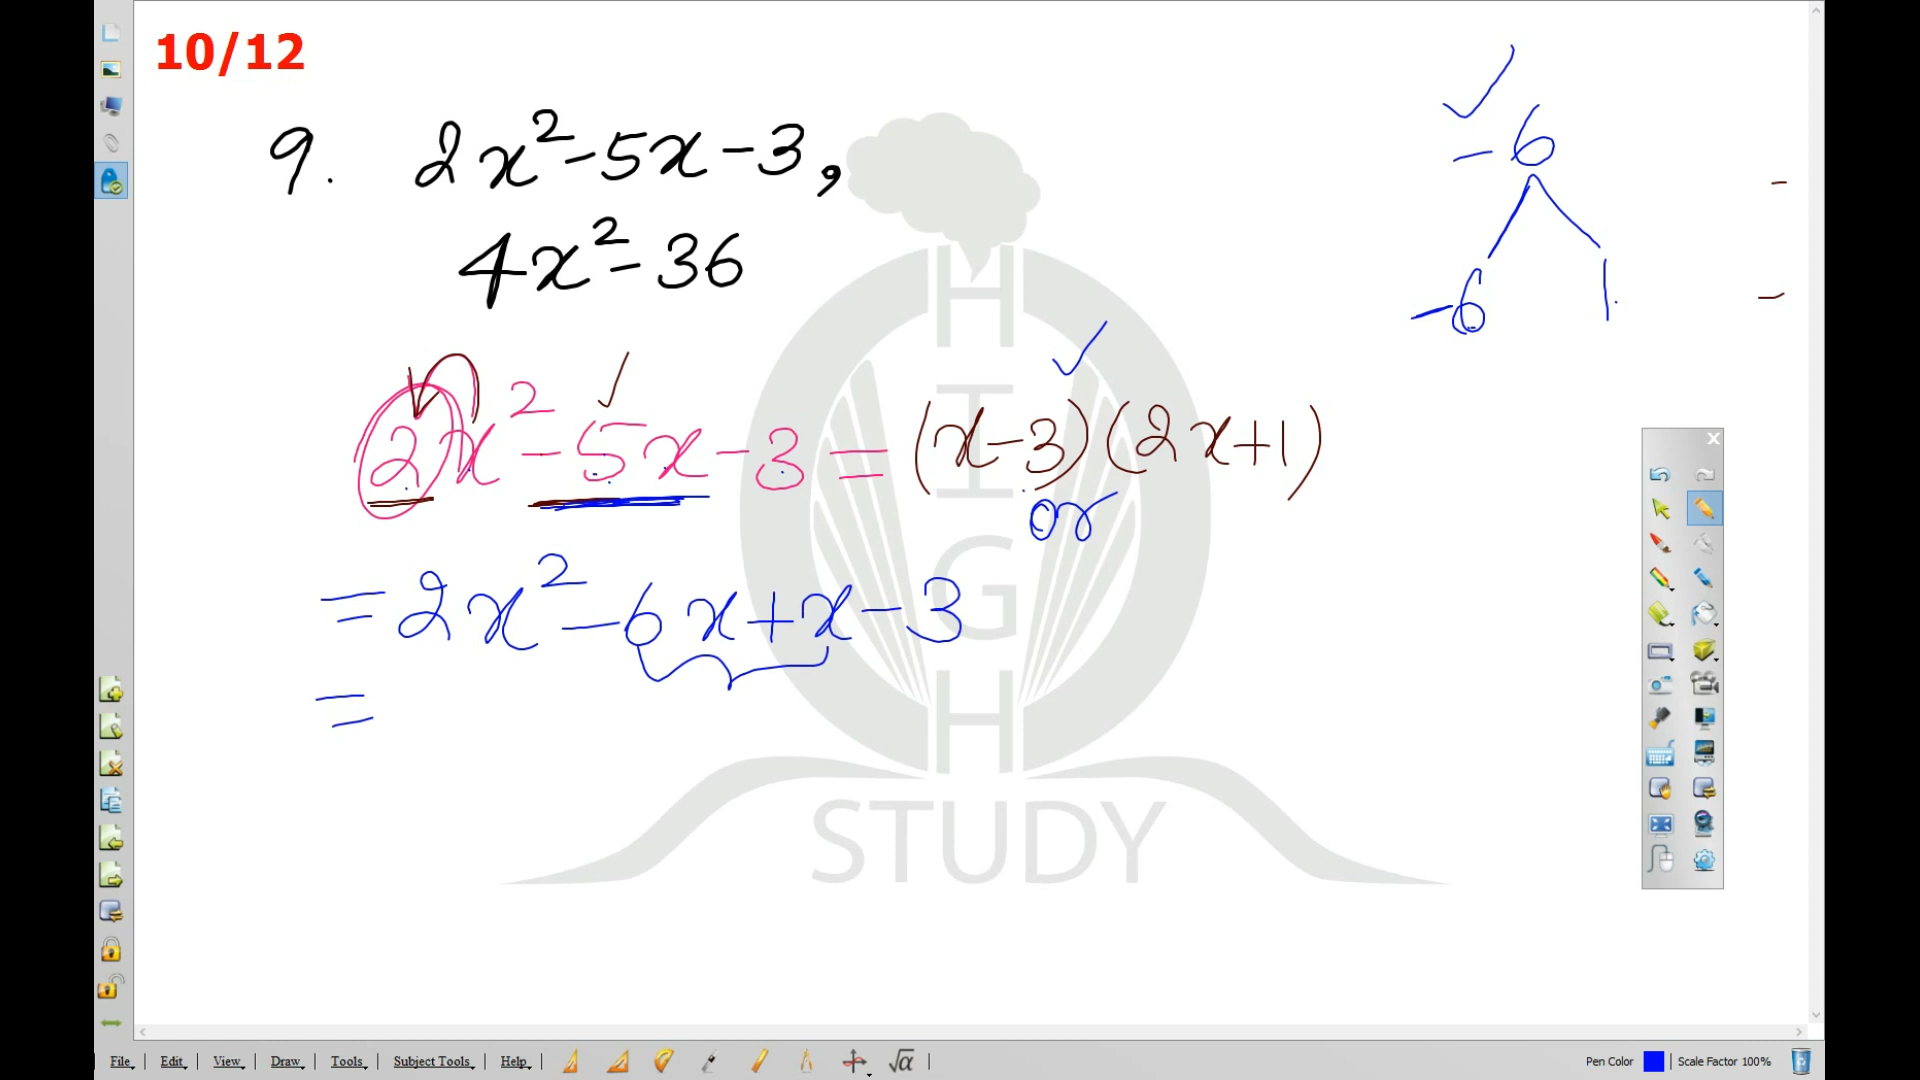 10/12
9. 2x²-5x-3,
4x²-36
-6
-6 1
2x²-5x-3=(x-3)(2x+1)
or
=2x²-6x+x-3
=
HIGH
STUDY
File Edit View Draw Tools Subject Tools Help √α Pen Color Scale Factor 100%